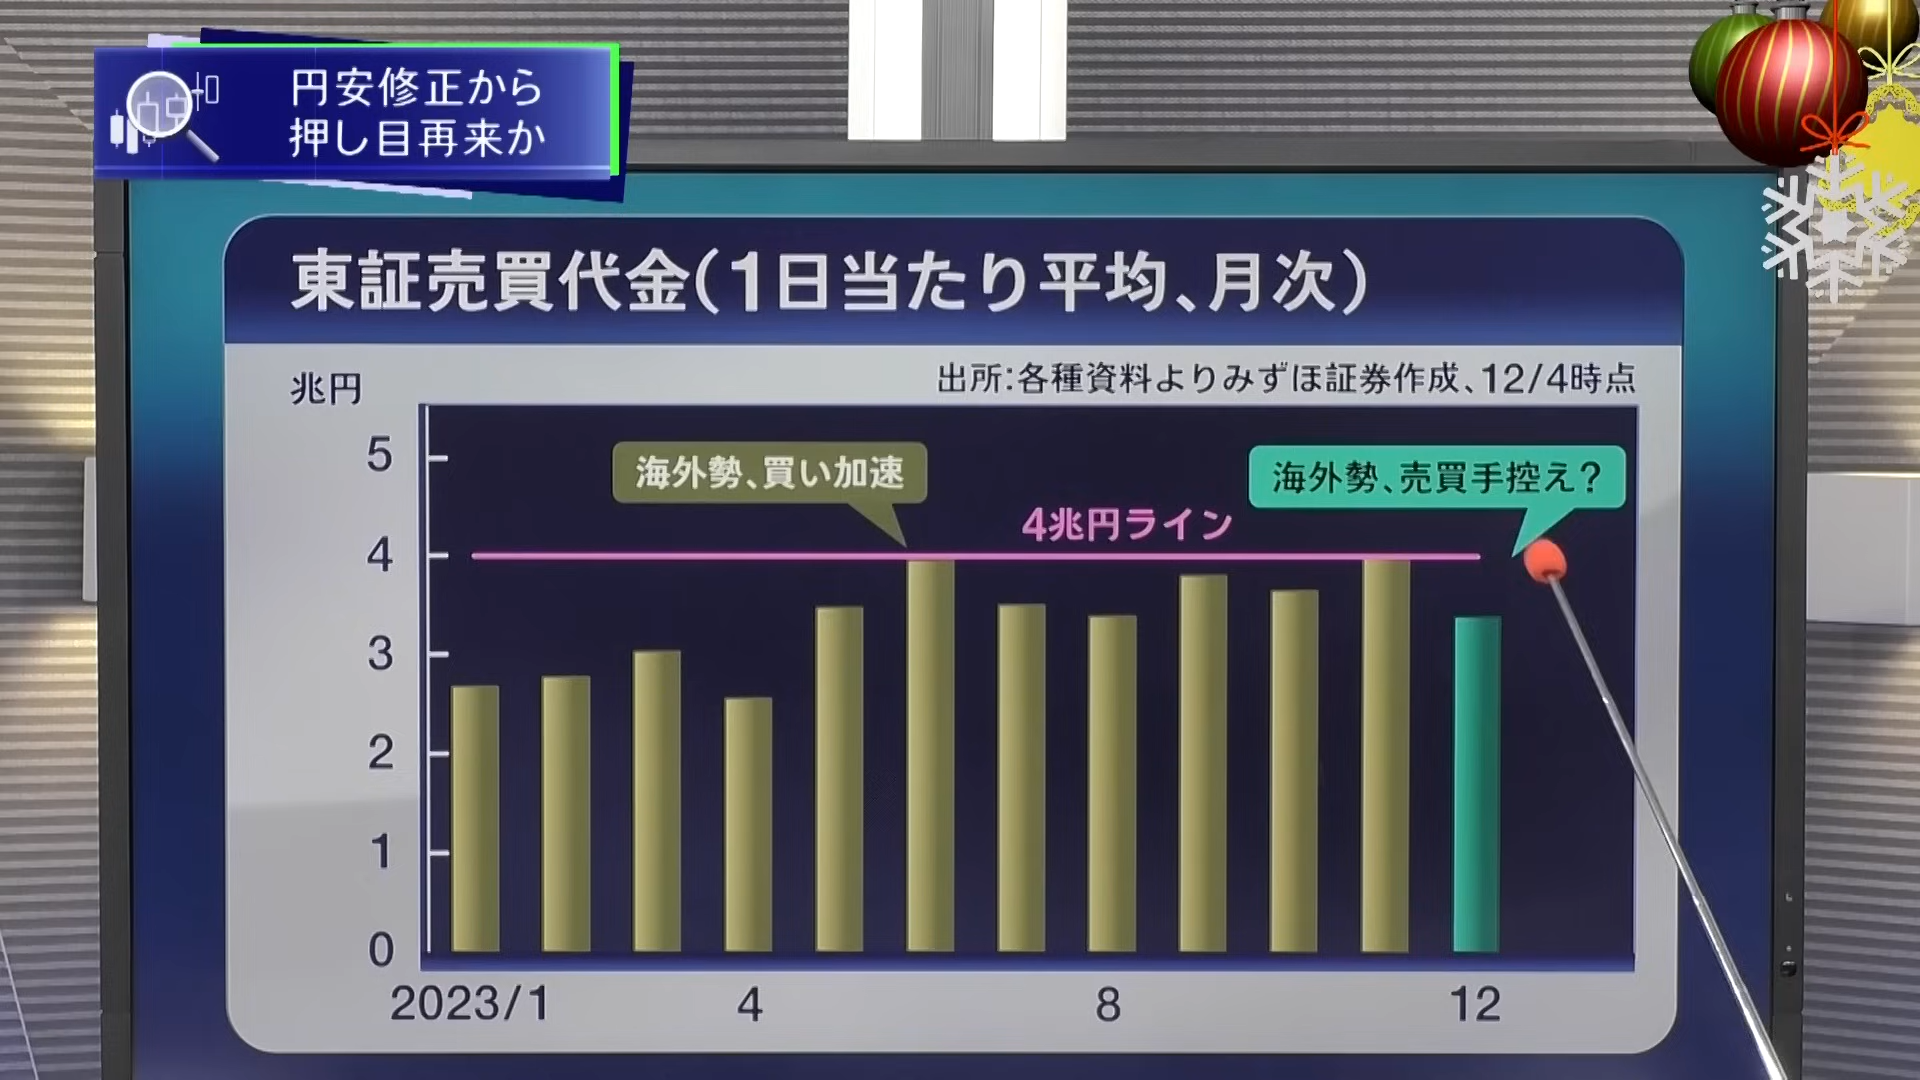 円安修正から
押し目再来か
東証売買代金(1日当たり平均、月次)
兆円
出所:各種資料よりみずほ証券作成、12/4時点
5
4
3
2
1
0
海外勢、買い加速
海外勢、売買手控え?
4兆円ライン
2023/1
4
8
12